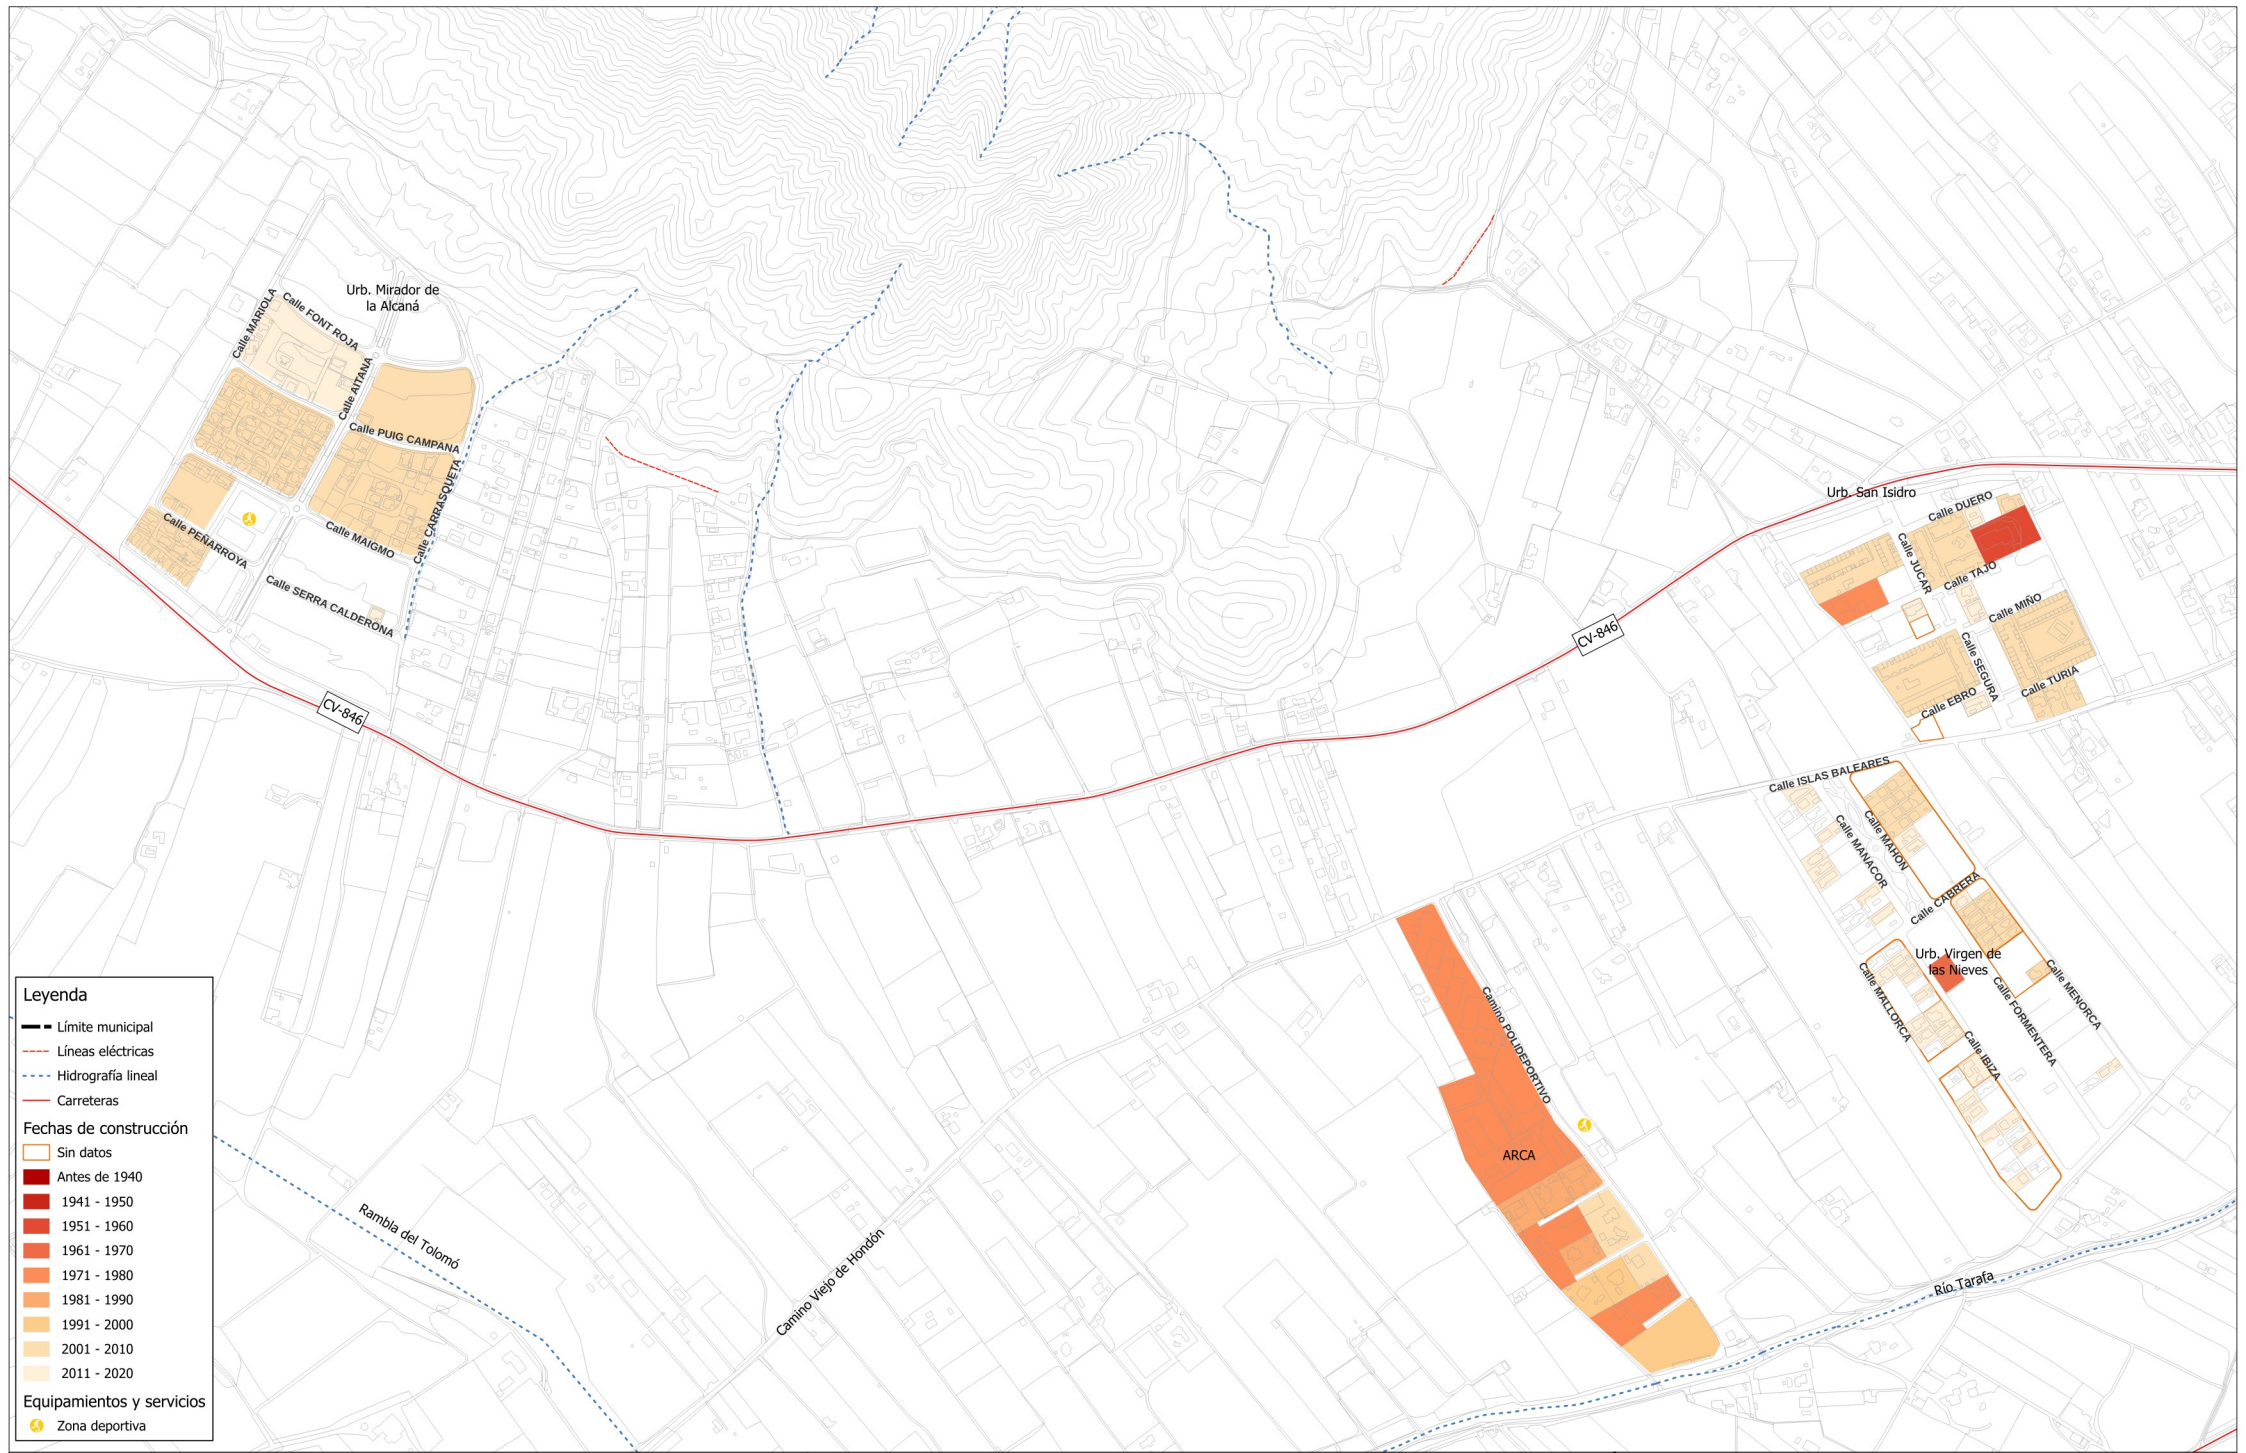 Urb. Mirador de
la Alcaná
Calle MARIOLA
Calle FONT ROJA
Calle AITANA
Calle PUIG CAMPANA
Calle CARRASQUETA
Calle MAIGMO
Calle PEÑARROYA
Calle SERRA CALDERONA
CV-846
CV-846
Urb. San Isidro
Calle DUERO
Calle JUCAR
Calle TAJO
Calle MIÑO
Calle SEGURA
Calle TURIA
Calle EBRO
Calle ISLAS BALEARES
Calle MAHON
Calle MANACOR
Calle CABRERA
Urb. Virgen de
las Nieves
Calle MALLORCA
Calle FORMENTERA
Calle MENORCA
Calle IBIZA
Camino POLIDEPORTIVO
ARCA
Río Tarafa
Rambla del Tolomó
Camino Viejo de Hondón
Leyenda
Límite municipal
Líneas eléctricas
Hidrografía lineal
Carreteras
Fechas de construcción
Sin datos
Antes de 1940
1941 - 1950
1951 - 1960
1961 - 1970
1971 - 1980
1981 - 1990
1991 - 2000
2001 - 2010
2011 - 2020
Equipamientos y servicios
Zona deportiva